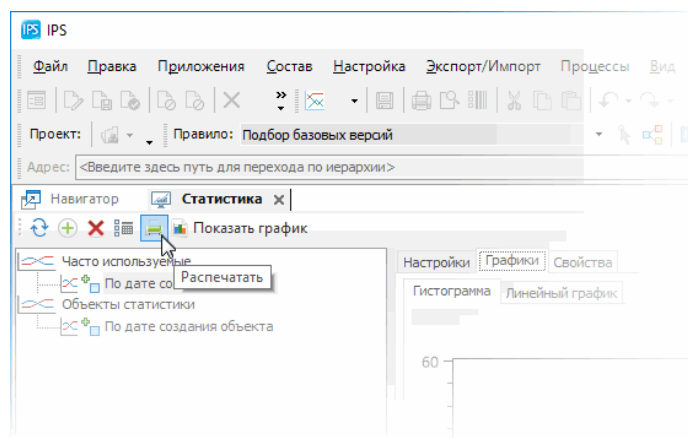 IPS IPS
Файл Правка Приложения Состав Настройка Экспорт/Импорт Процессы Вид
Проект: Правило: Подбор базовых версий
Адрес: <Введите здесь путь для перехода по иерархии>
Навигатор Статистика
Показать график
Часто используемые
По дате со
Распечатать
Объекты статистики
По дате создания объекта
Настройки Графики Свойства
Гистограмма Линейный график
60